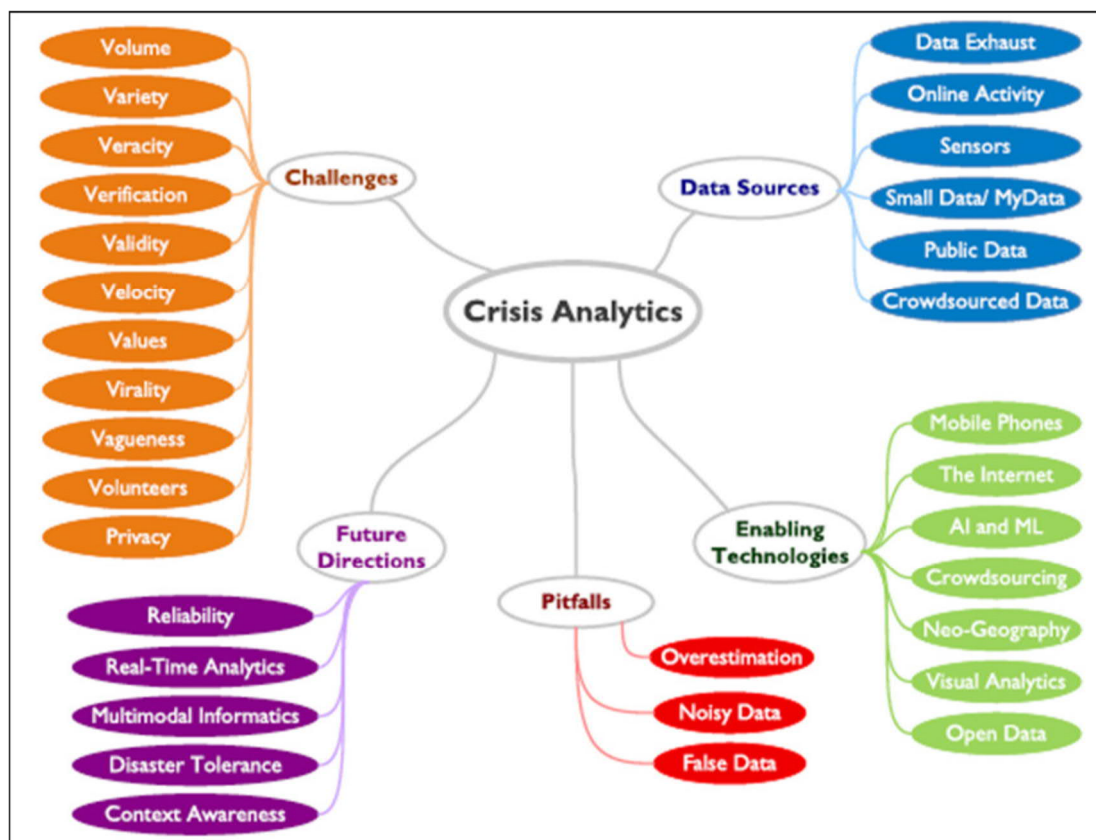 Crisis Analytics
Challenges
Volume
Variety
Veracity
Verification
Validity
Velocity
Values
Virality
Vagueness
Volunteers
Privacy
Data Sources
Data Exhaust
Online Activity
Sensors
Small Data/ MyData
Public Data
Crowdsourced Data
Future
Directions
Reliability
Real-Time Analytics
Multimodal Informatics
Disaster Tolerance
Context Awareness
Pitfalls
Overestimation
Noisy Data
False Data
Enabling
Technologies
Mobile Phones
The Internet
AI and ML
Crowdsourcing
Neo-Geography
Visual Analytics
Open Data